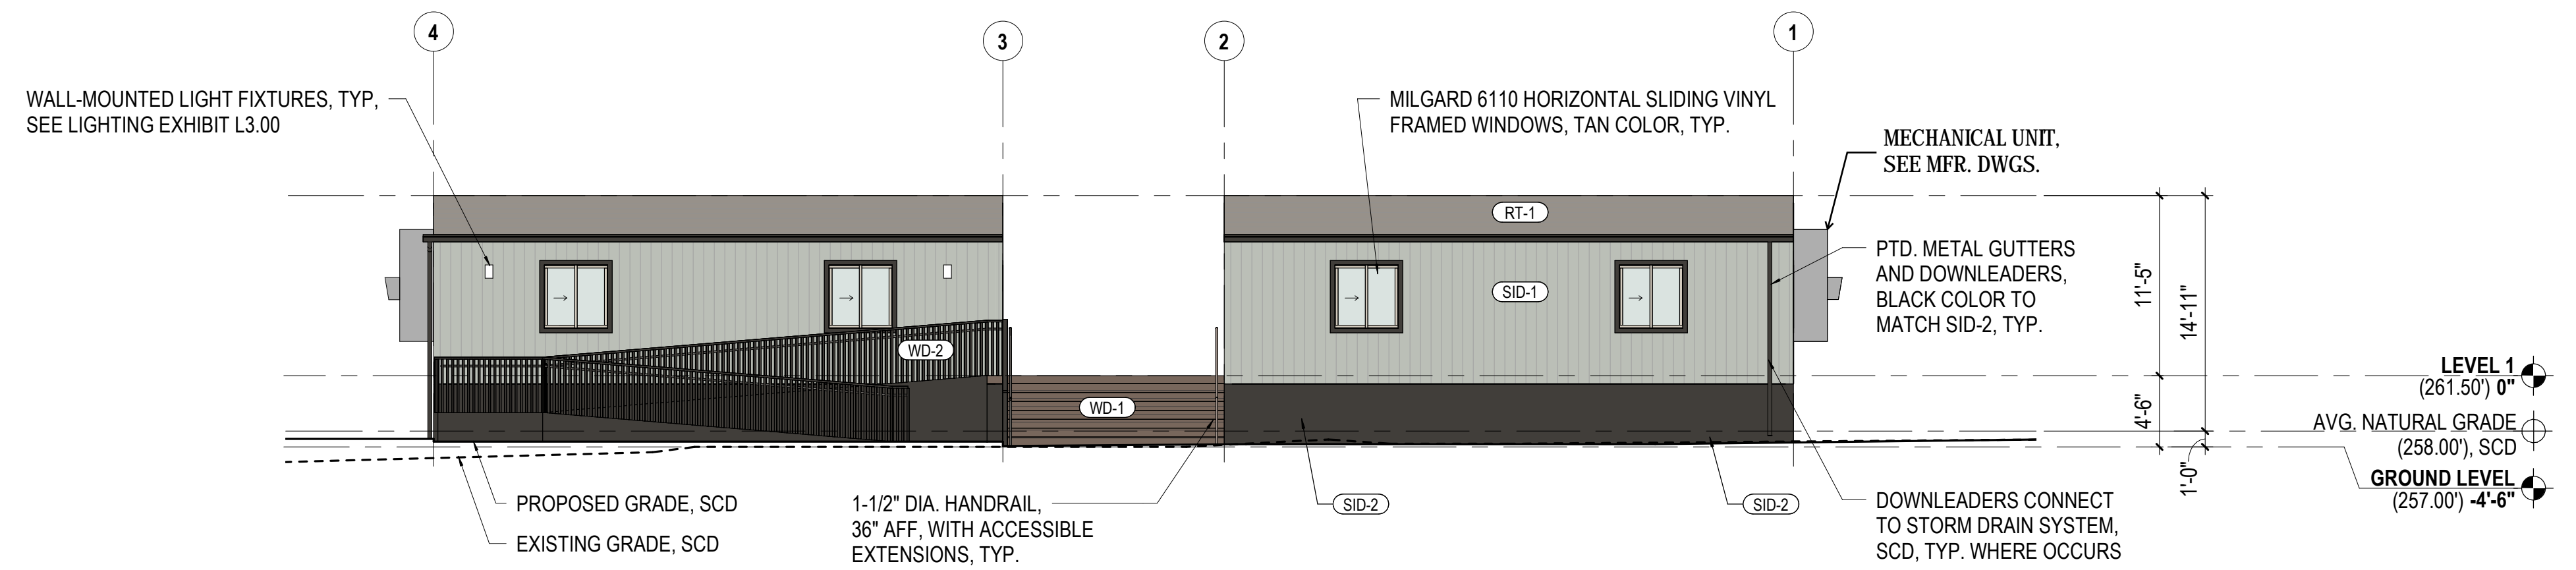 4
3
2
1
WALL-MOUNTED LIGHT FIXTURES, TYP,
SEE LIGHTING EXHIBIT L3.00
MILGARD 6110 HORIZONTAL SLIDING VINYL
FRAMED WINDOWS, TAN COLOR, TYP.
MECHANICAL UNIT,
SEE MFR. DWGS.
RT-1
PTD. METAL GUTTERS
AND DOWNLEADERS,
BLACK COLOR TO
MATCH SID-2, TYP.
SID-1
WD-2
WD-1
11'-5"
14'-11"
4'-6"
1'-0"
LEVEL 1
(261.50') 0"
AVG. NATURAL GRADE
(258.00'), SCD
GROUND LEVEL
(257.00') -4'-6"
PROPOSED GRADE, SCD
EXISTING GRADE, SCD
1-1/2" DIA. HANDRAIL,
36" AFF, WITH ACCESSIBLE
EXTENSIONS, TYP.
SID-2
SID-2
DOWNLEADERS CONNECT
TO STORM DRAIN SYSTEM,
SCD, TYP. WHERE OCCURS